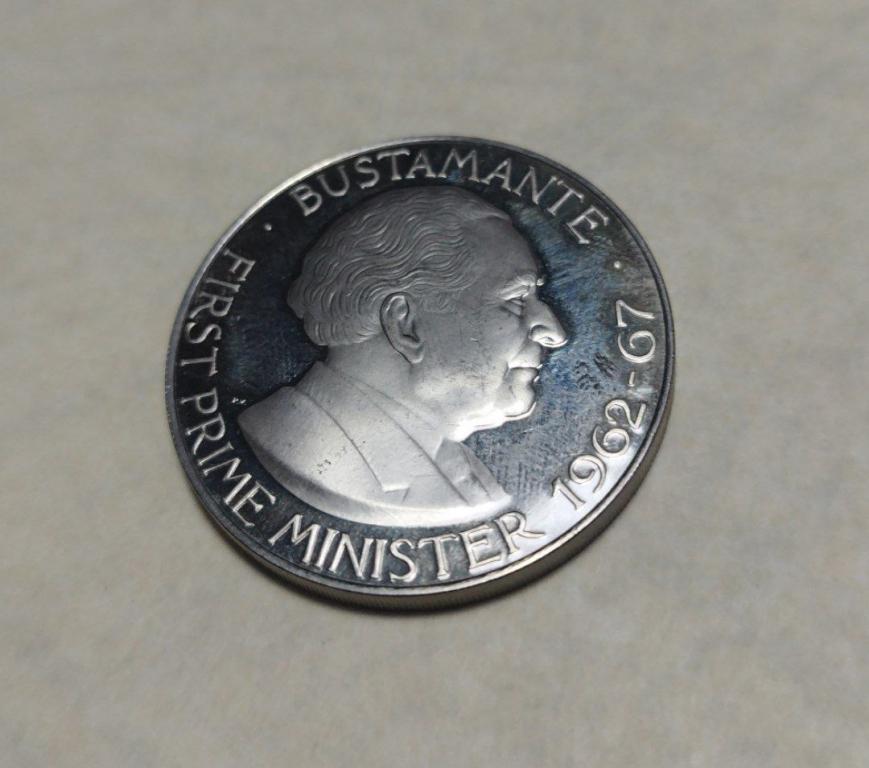 · BUSTAMANTE ·
FIRST PRIME MINISTER 1962-67